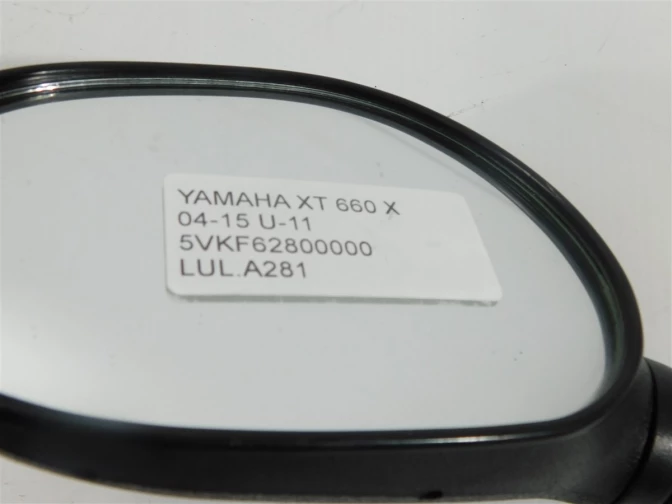 YAMAHA XT 660 X
04-15 U-11
5VKF62800000
LUL.A281